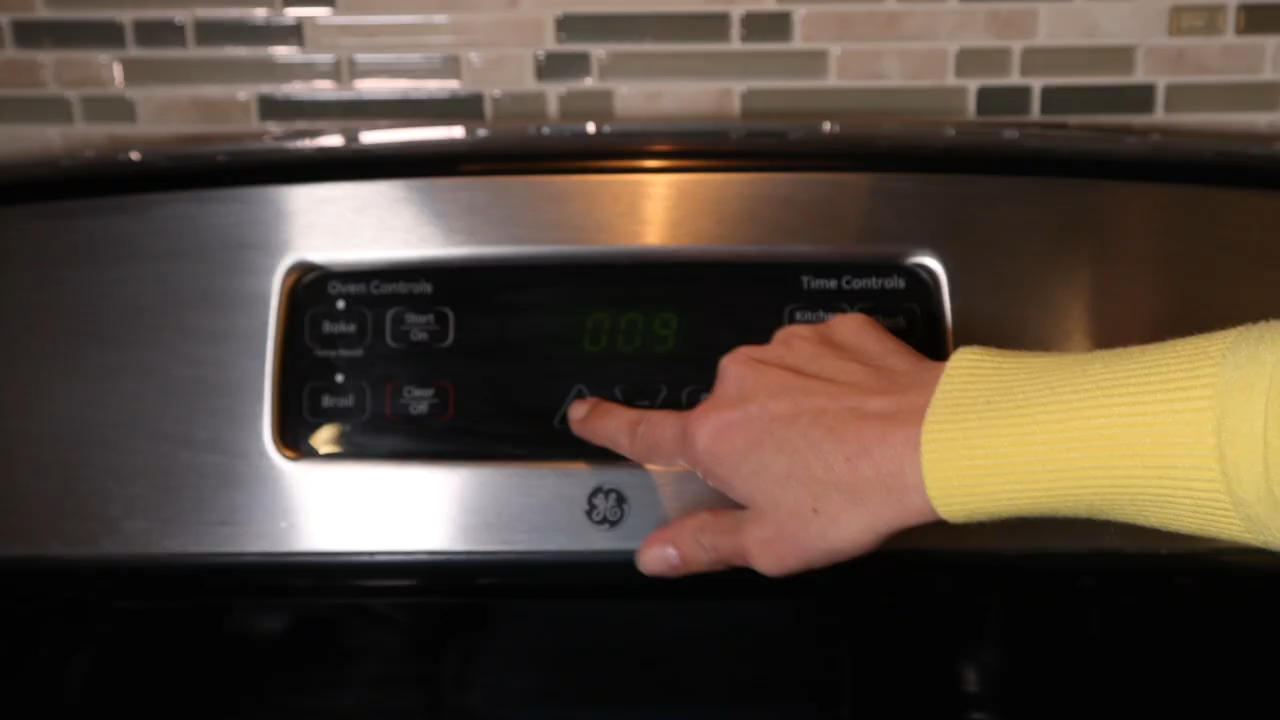 Oven Controls
Time Controls
Bake
Start
On
009
Broil
Clear
Off